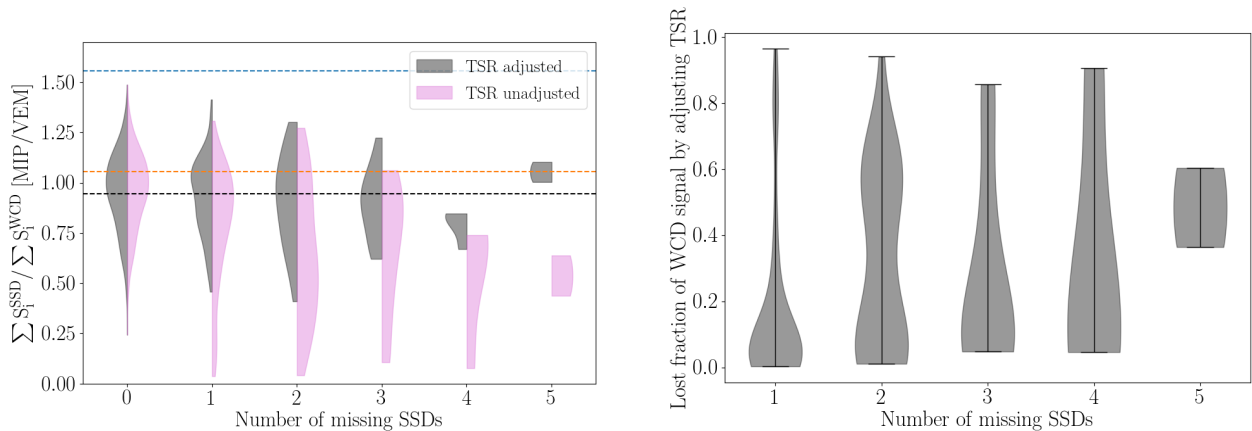 ∑ S_i^SSD / ∑ S_i^WCD [MIP/VEM]
1.50
1.25
1.00
0.75
0.50
0.25
0.00
TSR adjusted
TSR unadjusted
0 1 2 3 4 5
Number of missing SSDs
Lost fraction of WCD signal by adjusting TSR
1.0
0.8
0.6
0.4
0.2
0.0
1 2 3 4 5
Number of missing SSDs